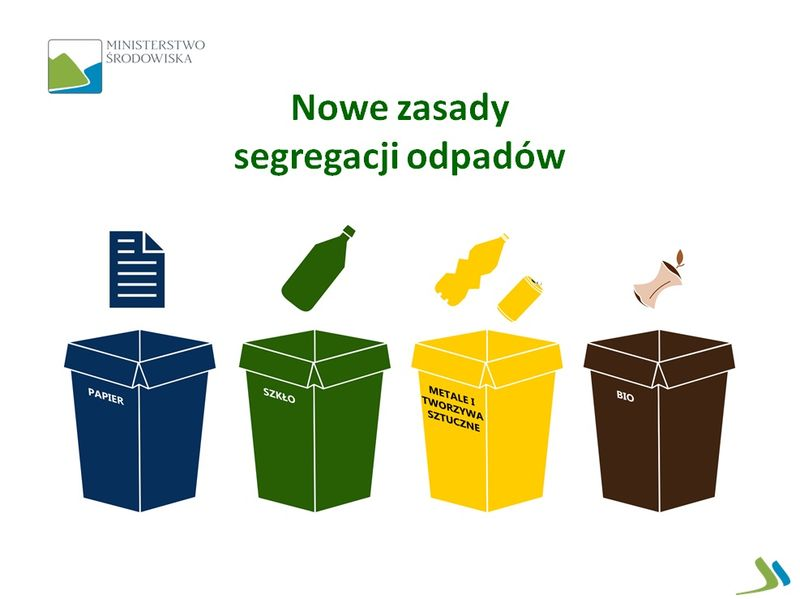 MINISTERSTWO
ŚRODOWISKA
Nowe zasady
segregacji odpadów
PAPIER
SZKŁO
METALE I
TWORZYWA
SZTUCZNE
BIO